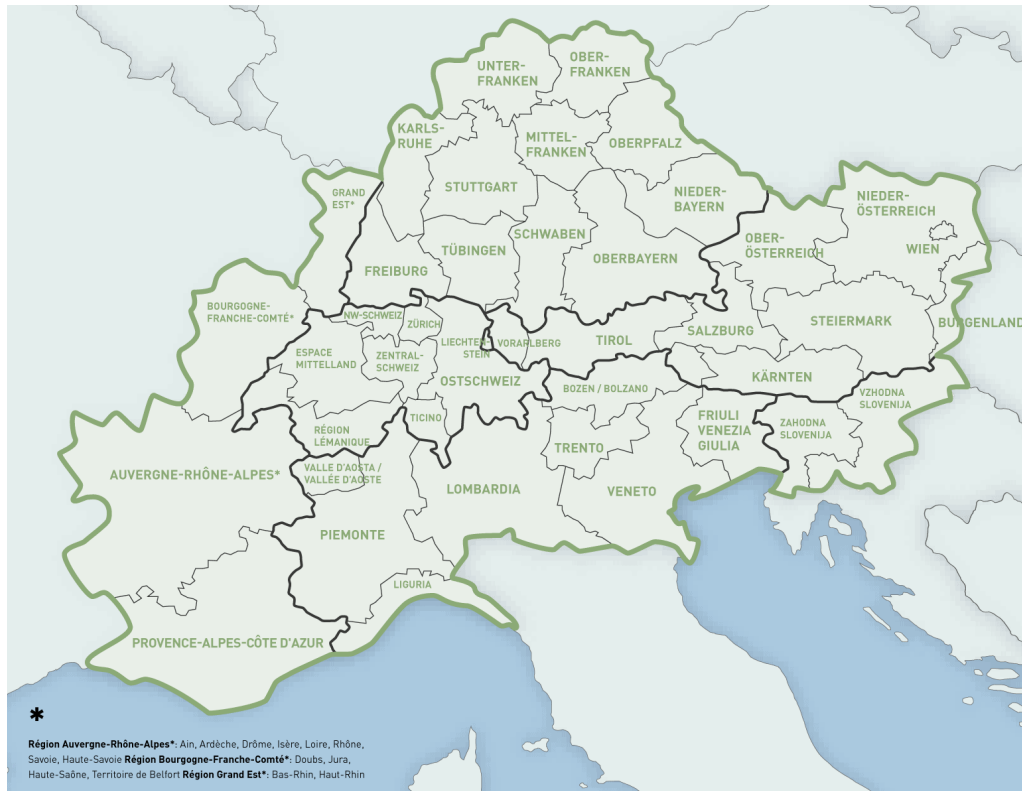 UNTER-
FRANKEN
OBER-
FRANKEN
KARLS-
RUHE
MITTEL-
FRANKEN
OBERPFALZ
GRAND
EST*
STUTTGART
NIEDER-
BAYERN
NIEDER-
ÖSTERREICH
SCHWABEN
TÜBINGEN
OBERBAYERN
OBER-
ÖSTERREICH
WIEN
FREIBURG
BOURGOGNE-
FRANCHE-COMTÉ*
NW-SCHWEIZ
ZÜRICH
LIECHTEN-
STEIN
VORARLBERG
TIROL
SALZBURG
STEIERMARK
BURGENLAND
ESPACE
MITTELLAND
ZENTRAL-
SCHWEIZ
OSTSCHWEIZ
BOZEN / BOLZANO
KÄRNTEN
VZHODNA
SLOVENIJA
TICINO
RÉGION
LÉMANIQUE
FRIULI
VENEZIA
GIULIA
ZAHODNA
SLOVENIJA
TRENTO
AUVERGNE-RHÔNE-ALPES*
VALLE D'AOSTA /
VALLÉE D'AOSTE
LOMBARDIA
VENETO
PIEMONTE
LIGURIA
PROVENCE-ALPES-CÔTE D'AZUR
*
Région Auvergne-Rhône-Alpes*: Ain, Ardèche, Drôme, Isère, Loire, Rhône,
Savoie, Haute-Savoie Région Bourgogne-Franche-Comté*: Doubs, Jura,
Haute-Saône, Territoire de Belfort Région Grand Est*: Bas-Rhin, Haut-Rhin